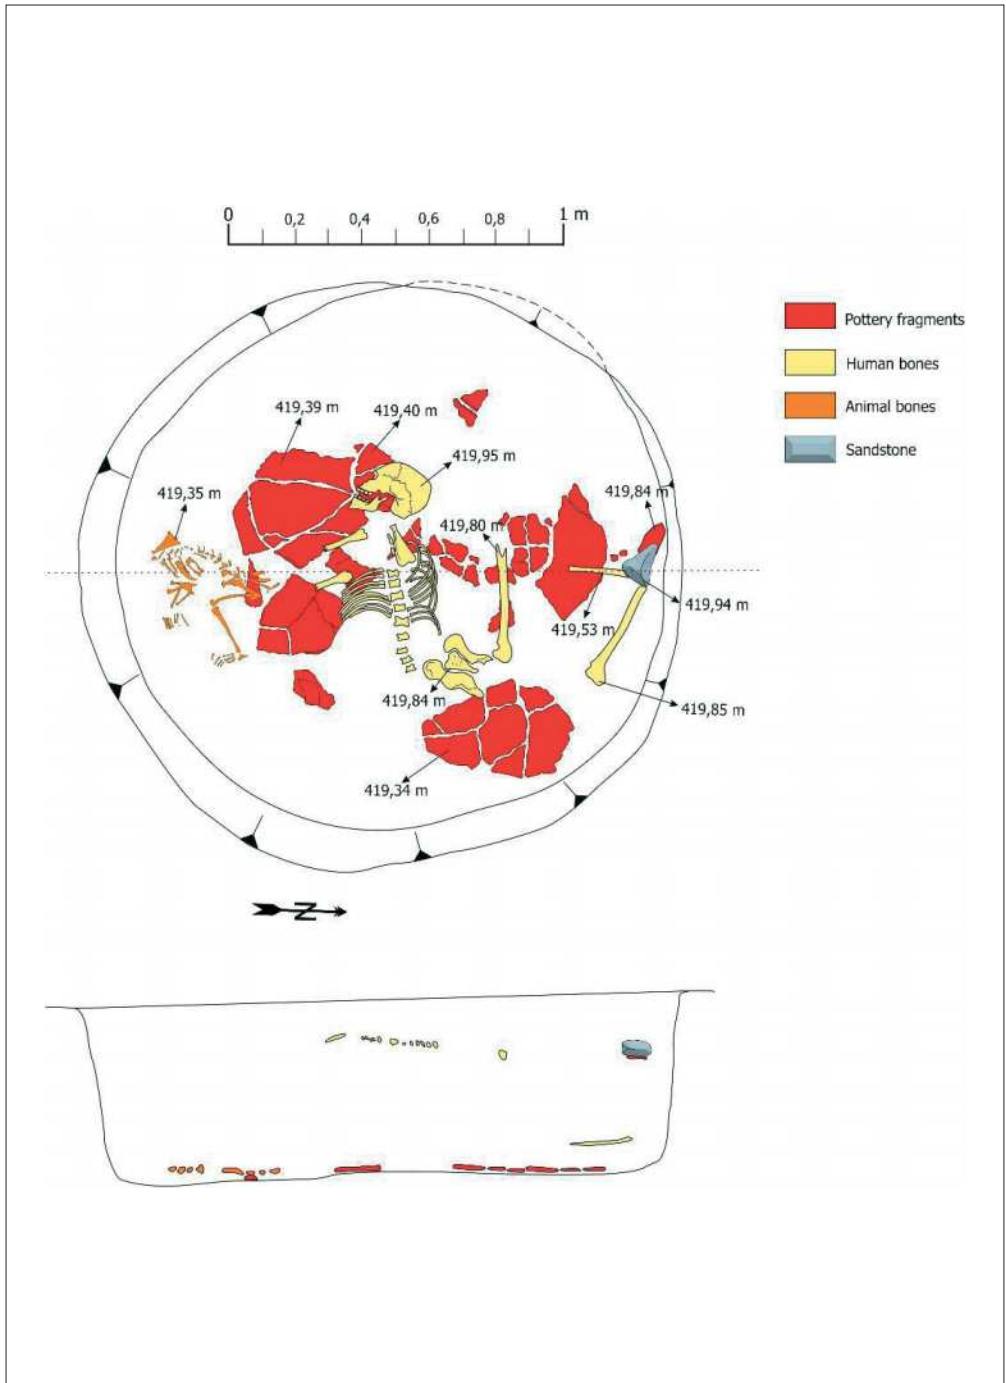 0 0,2 0,4 0,6 0,8 1 m
Pottery fragments
Human bones
Animal bones
Sandstone
419,39 m
419,40 m
419,95 m
419,35 m
419,84 m
419,80 m
419,94 m
419,53 m
419,84 m
419,85 m
419,34 m
N